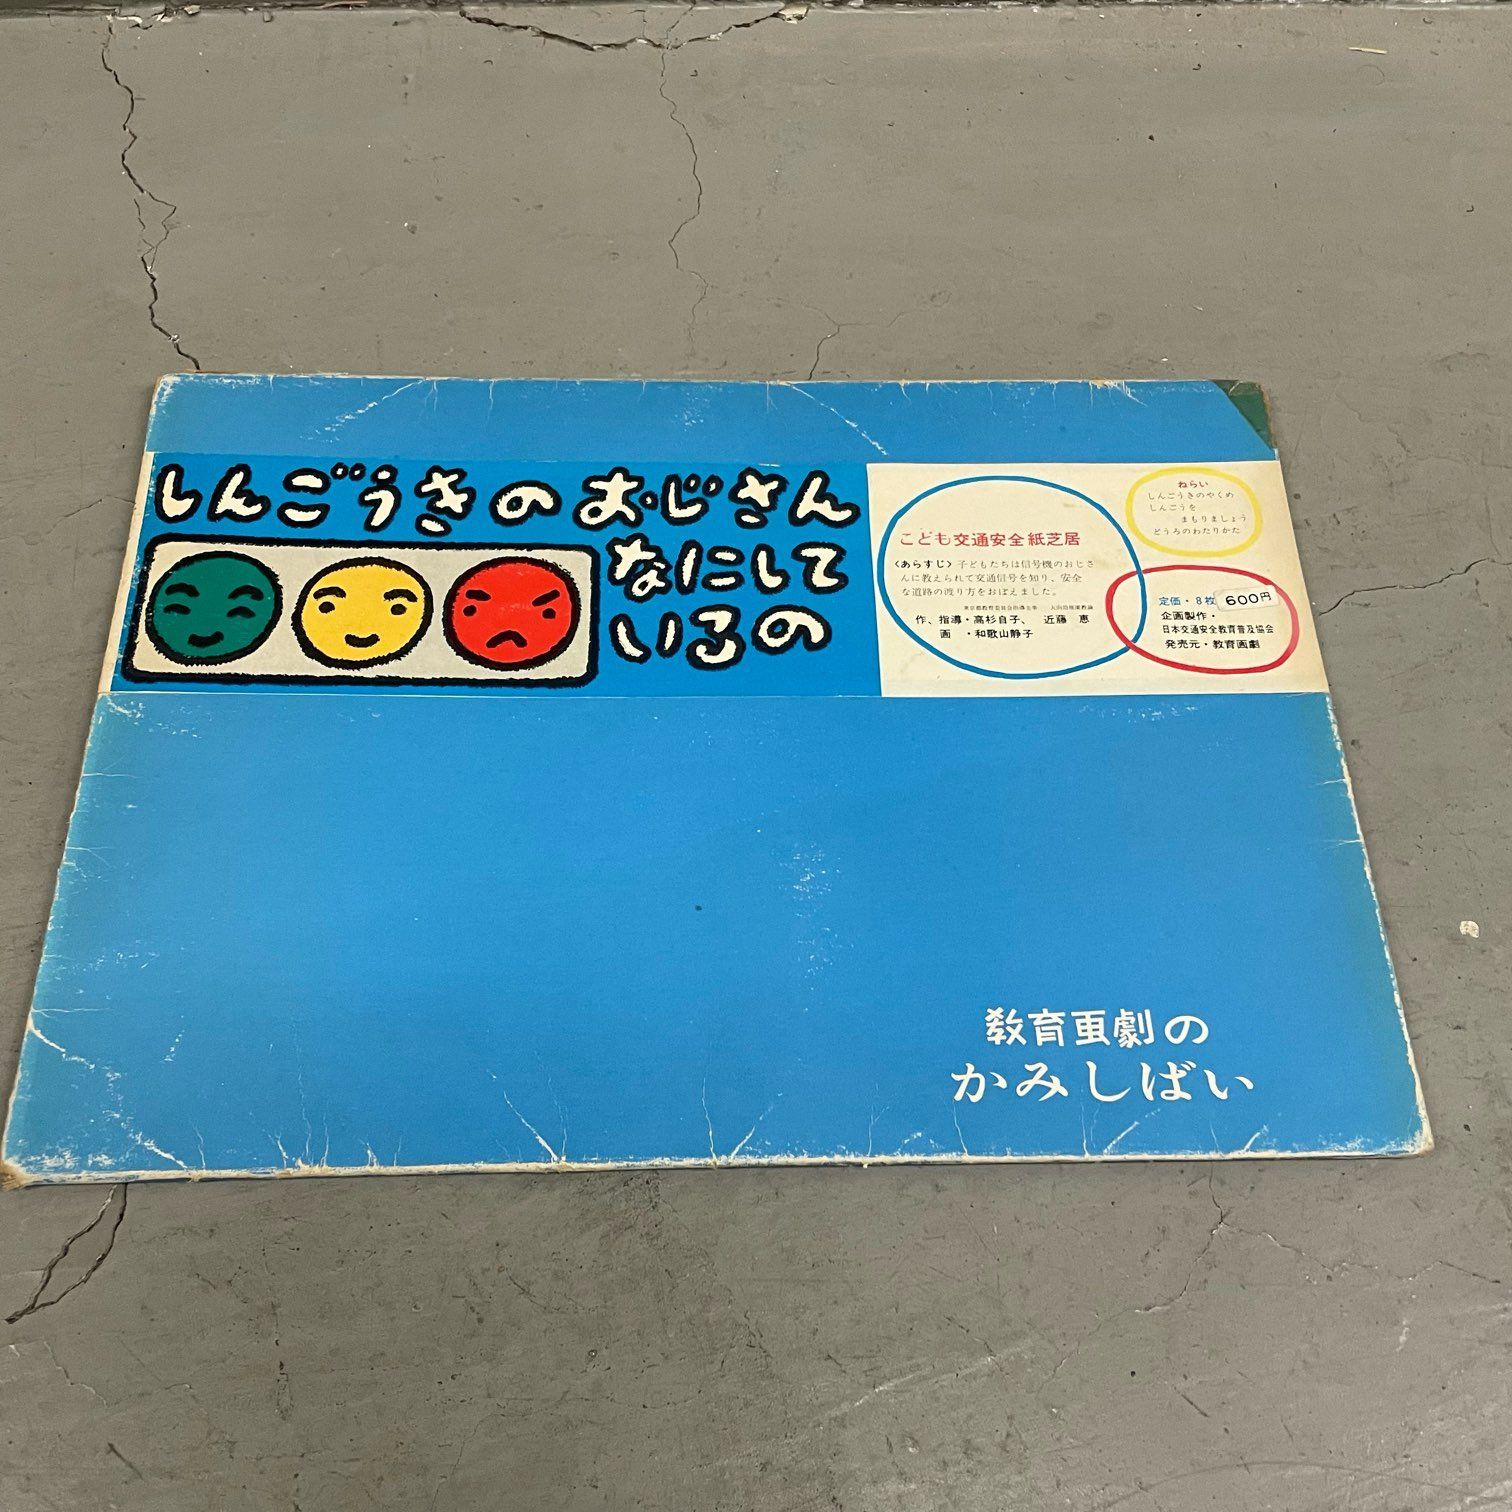 しんごうきの おじさん
なにして
いるの
こども交通安全紙芝居
〈あらすじ〉子どもたちは信号機のおじさ
んに教えられて交通信号を知り、安全
な道路の渡り方をおぼえました。
作、指導・高杉自子、 近藤 恵
画 ・和歌山静子
ねらい
しんごうきのやくめ
しんごうを
まもりましょう
どうろのわたりかた
定価・8枚 600円
企画製作・
日本交通安全教育普及協会
発売元・教育画劇
教育画劇の
かみしばい